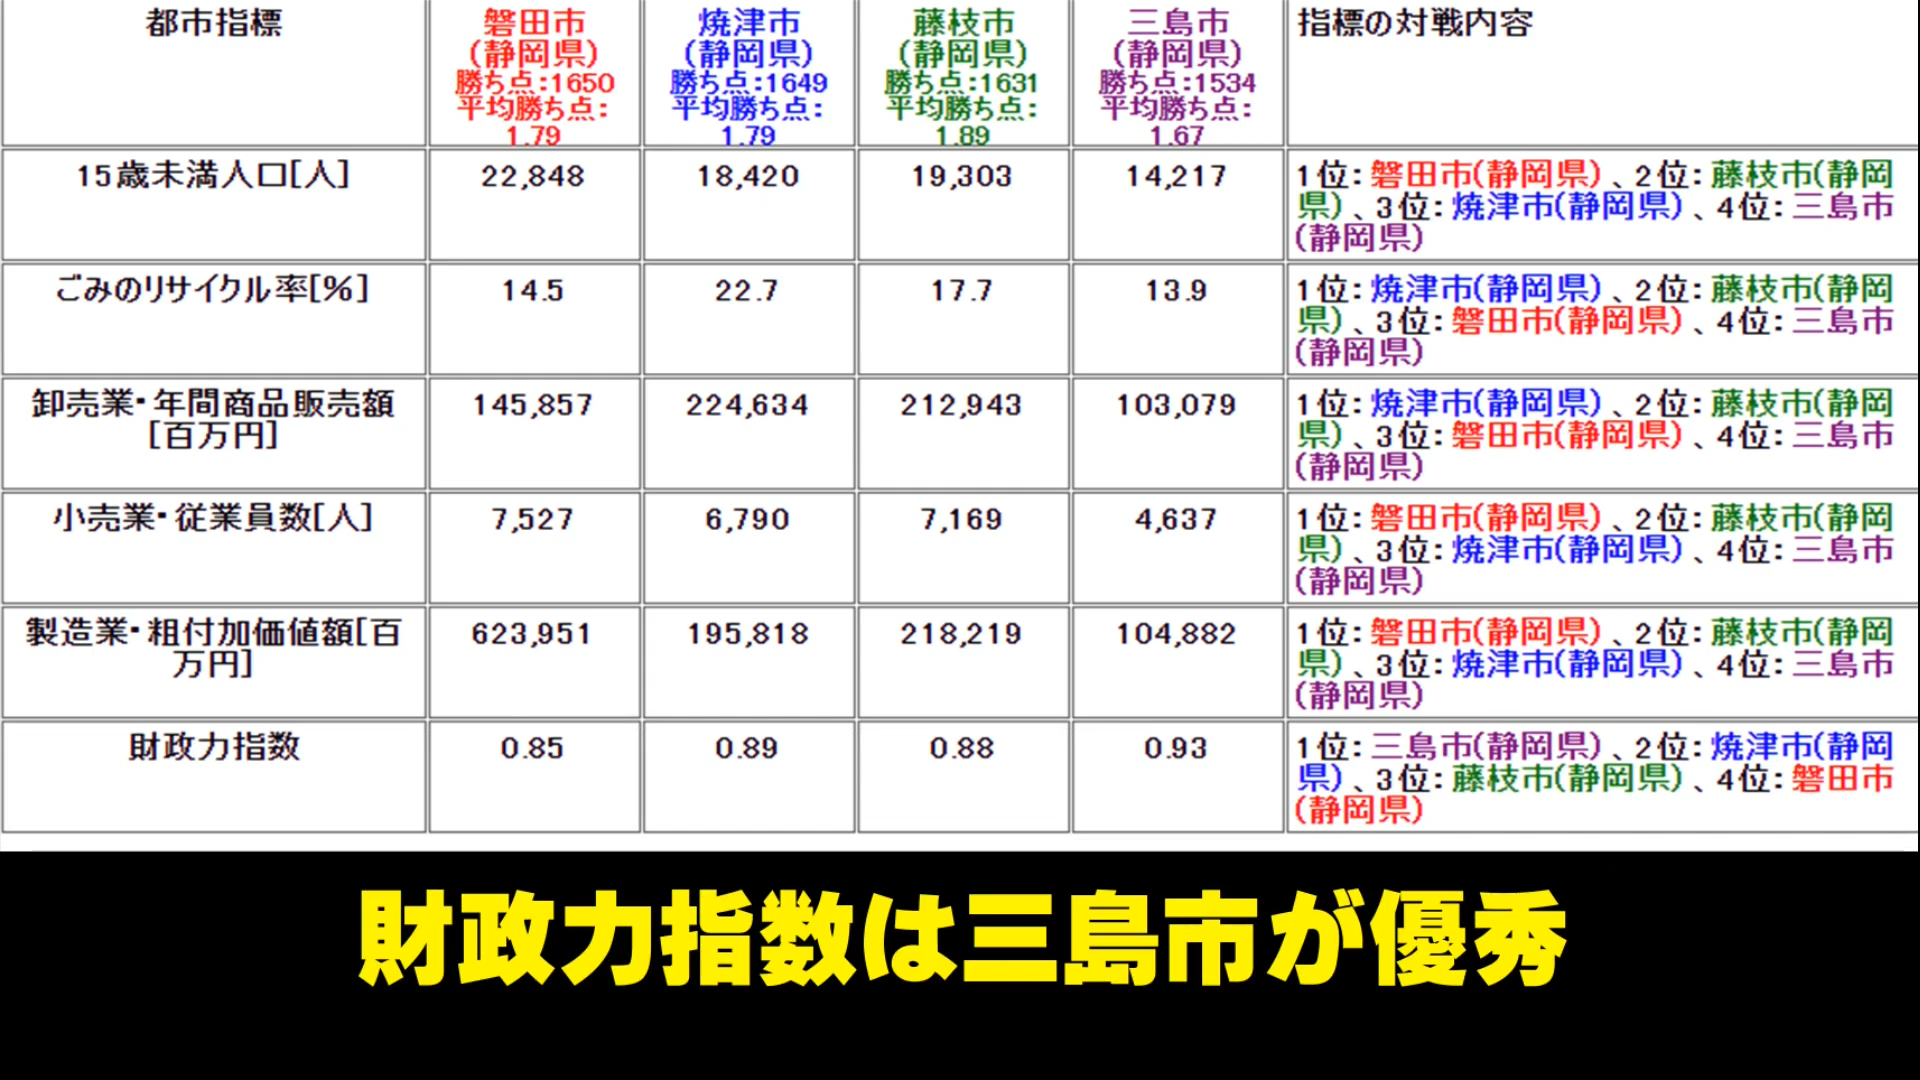 都市指標
磐田市
(静岡県)
勝ち点:1650
平均勝ち点:
1.79
焼津市
(静岡県)
勝ち点:1649
平均勝ち点:
1.79
藤枝市
(静岡県)
勝ち点:1631
平均勝ち点:
1.89
三島市
(静岡県)
勝ち点:1534
平均勝ち点:
1.67
指標の対戦内容
15歳未満人口[人]
22,848
18,420
19,303
14,217
1位:磐田市(静岡県)、2位:藤枝市(静岡
県)、3位:焼津市(静岡県)、4位:三島市
(静岡県)
ごみのリサイクル率[%]
14.5
22.7
17.7
13.9
1位:焼津市(静岡県)、2位:藤枝市(静岡
県)、3位:磐田市(静岡県)、4位:三島市
(静岡県)
卸売業・年間商品販売額
[百万円]
145,857
224,634
212,943
103,079
1位:焼津市(静岡県)、2位:藤枝市(静岡
県)、3位:磐田市(静岡県)、4位:三島市
(静岡県)
小売業・従業員数[人]
7,527
6,790
7,169
4,637
1位:磐田市(静岡県)、2位:藤枝市(静岡
県)、3位:焼津市(静岡県)、4位:三島市
(静岡県)
製造業・粗付加価値額[百
万円]
623,951
195,818
218,219
104,882
1位:磐田市(静岡県)、2位:藤枝市(静岡
県)、3位:焼津市(静岡県)、4位:三島市
(静岡県)
財政力指数
0.85
0.89
0.88
0.93
1位:三島市(静岡県)、2位:焼津市(静岡
県)、3位:藤枝市(静岡県)、4位:磐田市
(静岡県)
財政力指数は三島市が優秀